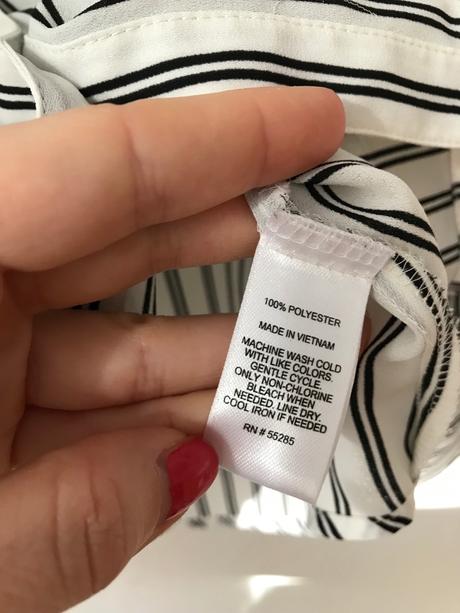 100% POLYESTER
MADE IN VIETNAM
MACHINE WASH COLD
WITH LIKE COLORS.
GENTLE CYCLE.
ONLY NON-CHLORINE
BLEACH WHEN
NEEDED, LINE DRY.
COOL IRON IF NEEDED
RN # 55285